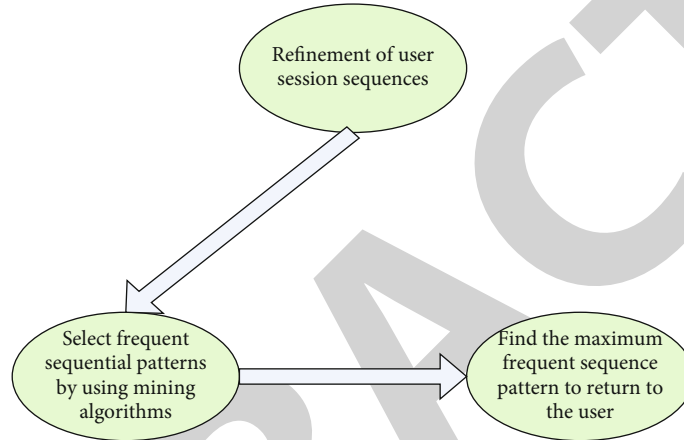 Refinement of user
session sequences
Select frequent
sequential patterns
by using mining
algorithms
Find the maximum
frequent sequence
pattern to return to
the user